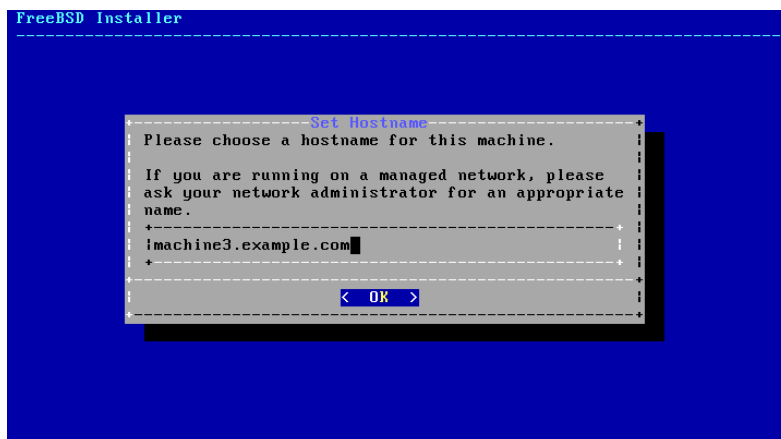 FreeBSD Installer
Set Hostname
Please choose a hostname for this machine.
If you are running on a managed network, please
ask your network administrator for an appropriate
name.
machine3.example.com
< OK >